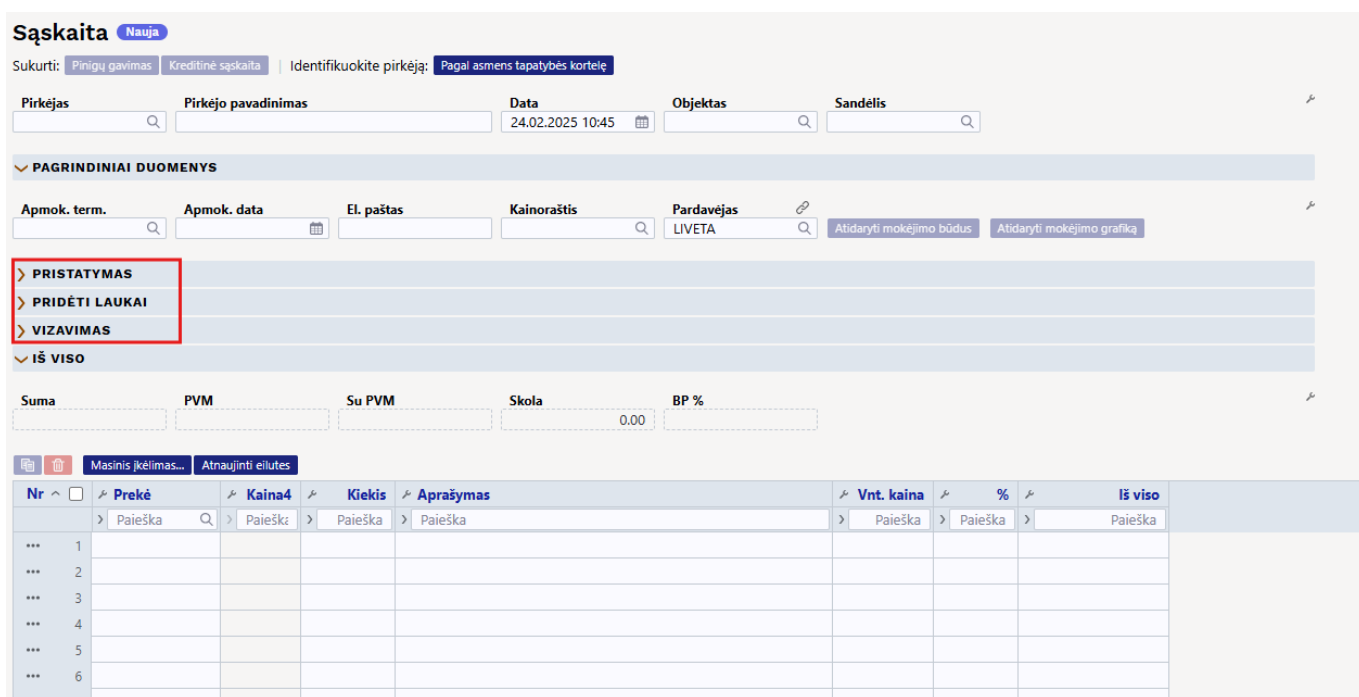 Sąskaita Nauja
Sukurti: Pinigų gavimas Kreditinė sąskaita | Identifikuokite pirkėją: Pagal asmens tapatybės kortelę
Pirkėjas Pirkėjo pavadinimas Data Objektas Sandėlis
24.02.2025 10:45
PAGRINDINIAI DUOMENYS
Apmok. term. Apmok. data El. paštas Kainoraštis Pardavėjas
LIVETA Atidaryti mokėjimo būdus Atidaryti mokėjimo grafiką
PRISTATYMAS
PRIDĖTI LAUKAI
VIZAVIMAS
IŠ VISO
Suma PVM Su PVM Skola BP %
0.00
Masinis įkėlimas... Atnaujinti eilutes
Nr Prekė Kaina4 Kiekis Aprašymas Vnt. kaina % Iš viso
Paieška Paieška Paieška Paieška Paieška Paieška Paieška
1
2
3
4
5
6